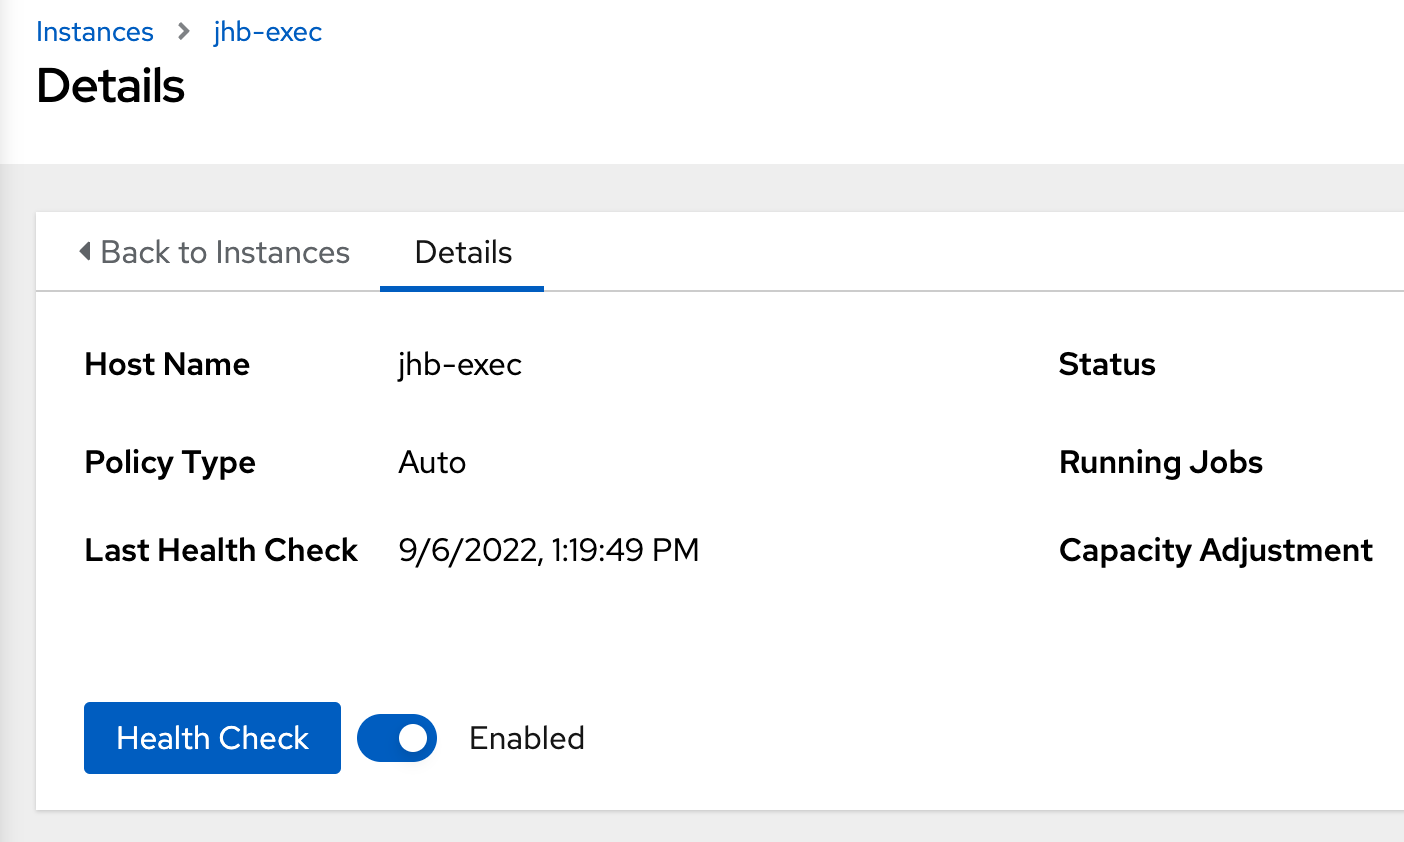 Instances > jhb-exec
Details
Back to Instances Details
Host Name jhb-exec Status
Policy Type Auto Running Jobs
Last Health Check 9/6/2022, 1:19:49 PM Capacity Adjustment
Health Check Enabled